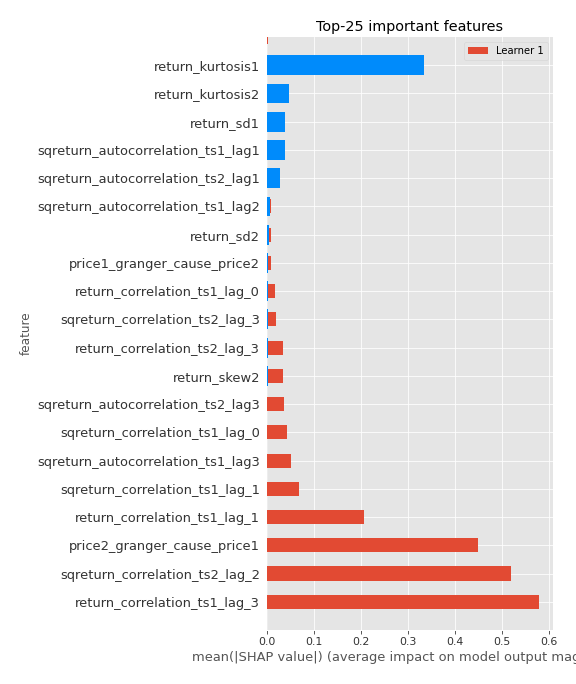 Top-25 important features
Learner 1
return_kurtosis1
return_kurtosis2
return_sd1
sqreturn_autocorrelation_ts1_lag1
sqreturn_autocorrelation_ts2_lag1
sqreturn_autocorrelation_ts1_lag2
return_sd2
price1_granger_cause_price2
return_correlation_ts1_lag_0
sqreturn_correlation_ts2_lag_3
return_correlation_ts2_lag_3
return_skew2
sqreturn_autocorrelation_ts2_lag3
sqreturn_correlation_ts1_lag_0
sqreturn_autocorrelation_ts1_lag3
sqreturn_correlation_ts1_lag_1
return_correlation_ts1_lag_1
price2_granger_cause_price1
sqreturn_correlation_ts2_lag_2
return_correlation_ts1_lag_3
feature
0.0 0.1 0.2 0.3 0.4 0.5 0.6
mean(|SHAP value|) (average impact on model output mag